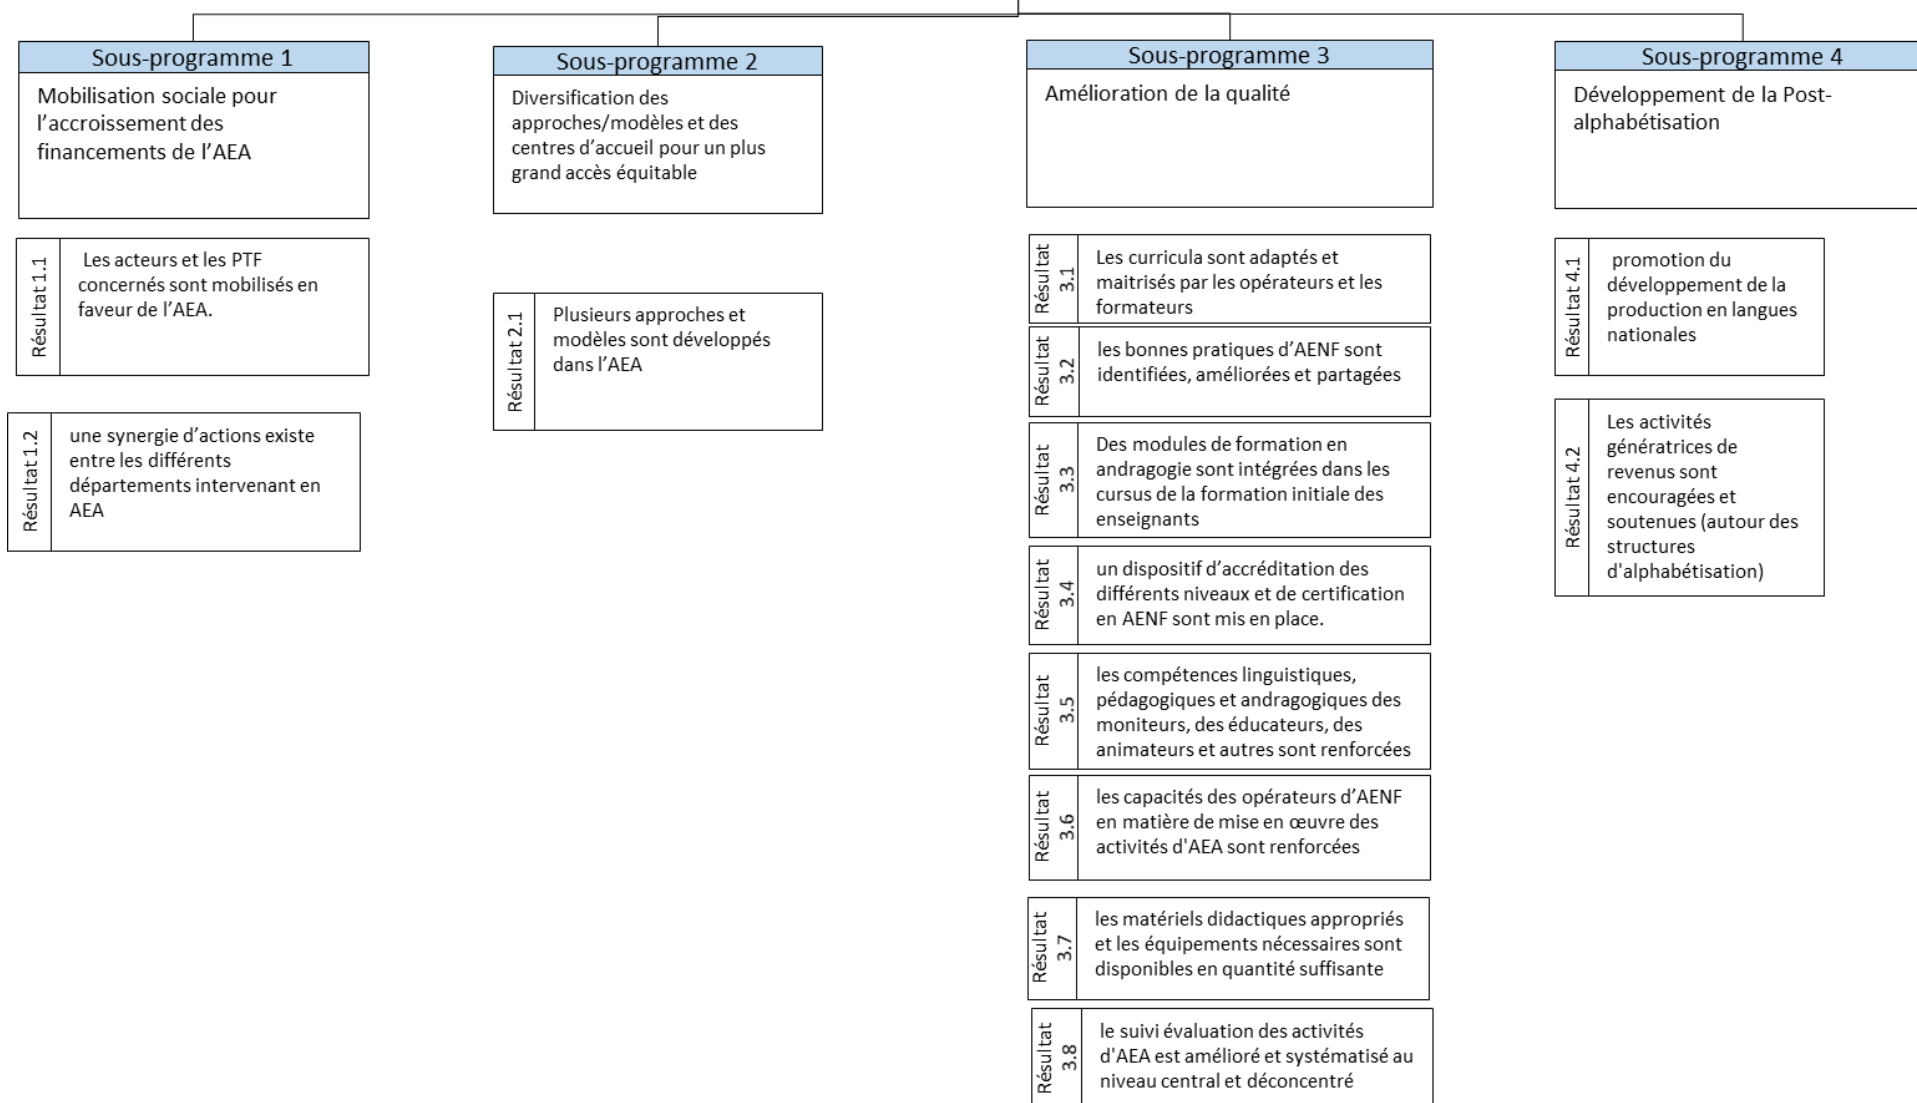 Sous-programme 1
Mobilisation sociale pour
l’accroissement des
financements de l’AEA
Résultat 1.1
Les acteurs et les PTF
concernés sont mobilisés en
faveur de l’AEA.
Résultat 1.2
une synergie d’actions existe
entre les différents
départements intervenant en
AEA
Sous-programme 2
Diversification des
approches/modèles et des
centres d’accueil pour un plus
grand accès équitable
Résultat 2.1
Plusieurs approches et
modèles sont développés
dans l’AEA
Sous-programme 3
Amélioration de la qualité
Résultat
3.1
Les curricula sont adaptés et
maitrisés par les opérateurs et les
formateurs
Résultat
3.2
les bonnes pratiques d’AENF sont
identifiées, améliorées et partagées
Résultat
3.3
Des modules de formation en
andragogie sont intégrées dans les
cursus de la formation initiale des
enseignants
Résultat
3.4
un dispositif d’accréditation des
différents niveaux et de certification
en AENF sont mis en place.
Résultat
3.5
les compétences linguistiques,
pédagogiques et andragogiques des
moniteurs, des éducateurs, des
animateurs et autres sont renforcées
Résultat
3.6
les capacités des opérateurs d’AENF
en matière de mise en œuvre des
activités d'AEA sont renforcées
Résultat
3.7
les matériels didactiques appropriés
et les équipements nécessaires sont
disponibles en quantité suffisante
Résultat
3.8
le suivi évaluation des activités
d'AEA est amélioré et systématisé au
niveau central et déconcentré
Sous-programme 4
Développement de la Post-
alphabétisation
Résultat 4.1
promotion du
développement de la
production en langues
nationales
Résultat 4.2
Les activités
génératrices de
revenus sont
encouragées et
soutenues (autour des
structures
d'alphabétisation)